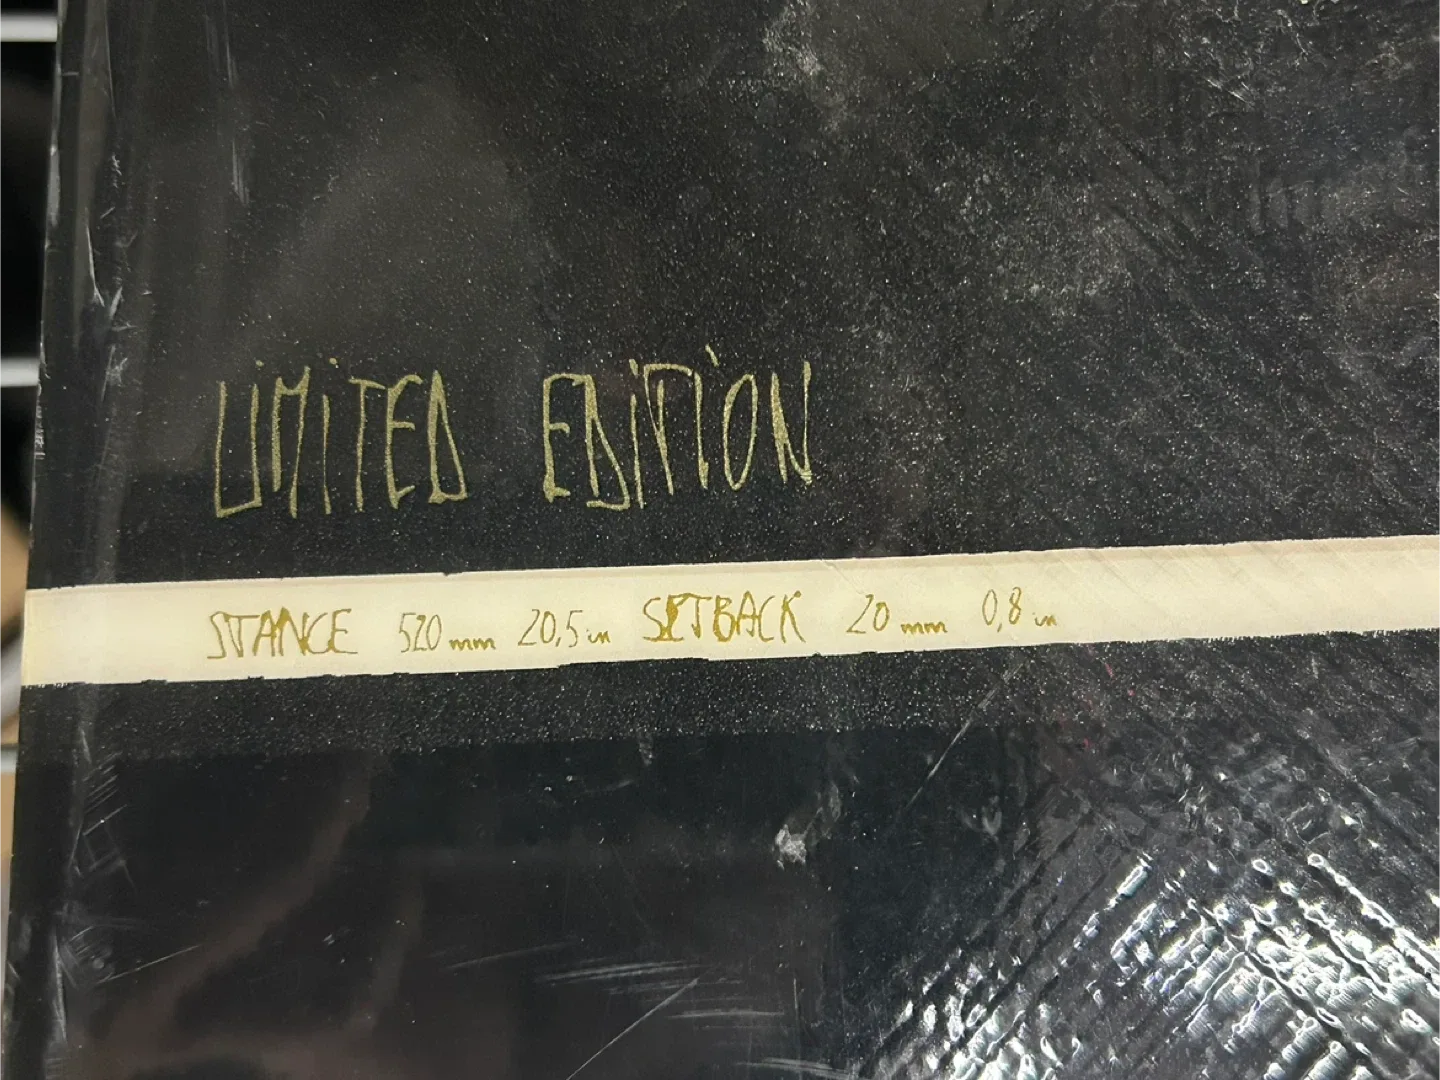 LIMITED EDITION
STANCE 520 mm 20,5 in SETBACK 20 mm 0,8 in